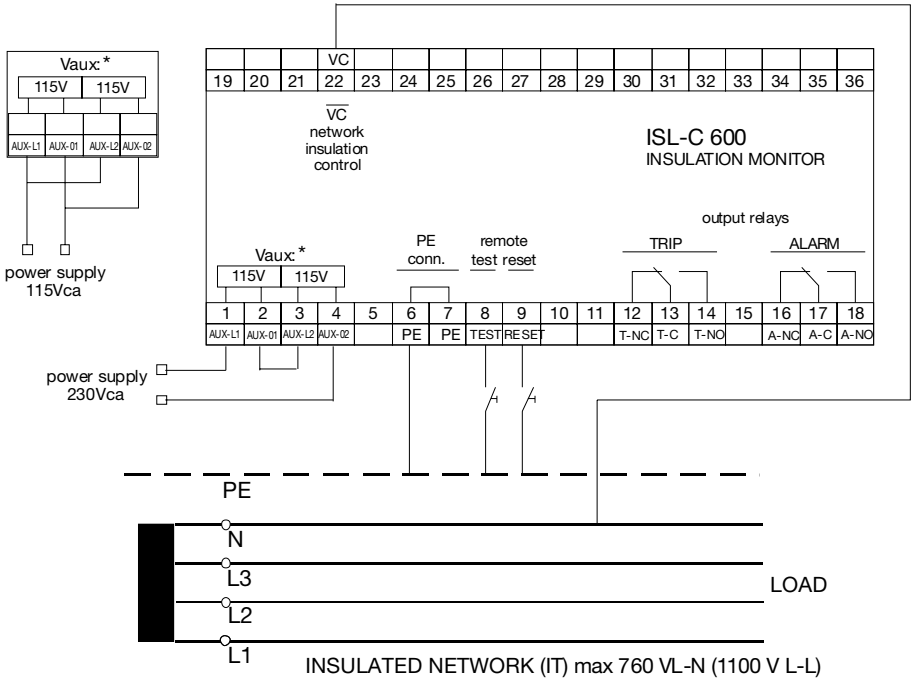 Vaux:*
115V 115V
AUX-L1 AUX-01 AUX-L2 AUX-02
power supply
115Vca
VC
19 20 21 22 23 24 25 26 27 28 29 30 31 32 33 34 35 36
VC
network
insulation
control
ISL-C 600
INSULATION MONITOR
output relays
TRIP ALARM
PE
conn.
remote
test reset
Vaux:*
115V 115V
1 2 3 4 5 6 7 8 9 10 11 12 13 14 15 16 17 18
AUX-L1 AUX-01 AUX-L2 AUX-02 PE PE TEST RESET T-NC T-C T-NO A-NC A-C A-NO
power supply
230Vca
PE
N
L3
L2
L1
LOAD
INSULATED NETWORK (IT) max 760 VL-N (1100 V L-L)